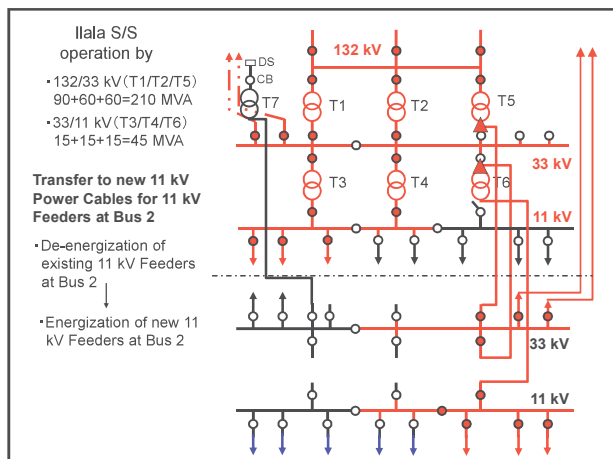 Ilala S/S
operation by
・132/33 kV(T1/T2/T5)
90+60+60=210 MVA
・33/11 kV(T3/T4/T6)
15+15+15=45 MVA
Transfer to new 11 kV
Power Cables for 11 kV
Feeders at Bus 2
・De-energization of
existing 11 kV Feeders
at Bus 2
・Energization of new 11
kV Feeders at Bus 2
DS
CB
T7
132 kV
T1
T2
T5
33 kV
T3
T4
T6
11 kV
33 kV
11 kV